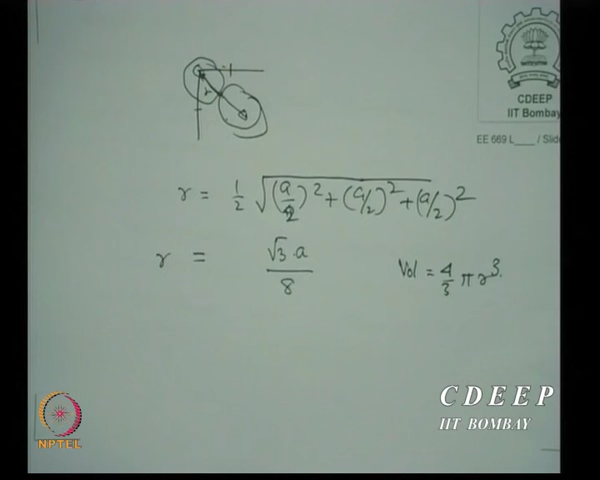 CDEEP
IIT Bombay
EE 669 L____ / Slide
r
r = 1/2 √(a/2)² + (a/2)² + (a/2)²
r = √3·a / 8
Vol = 4/3 π r³.
CDEEP
IIT BOMBAY
NPTEL